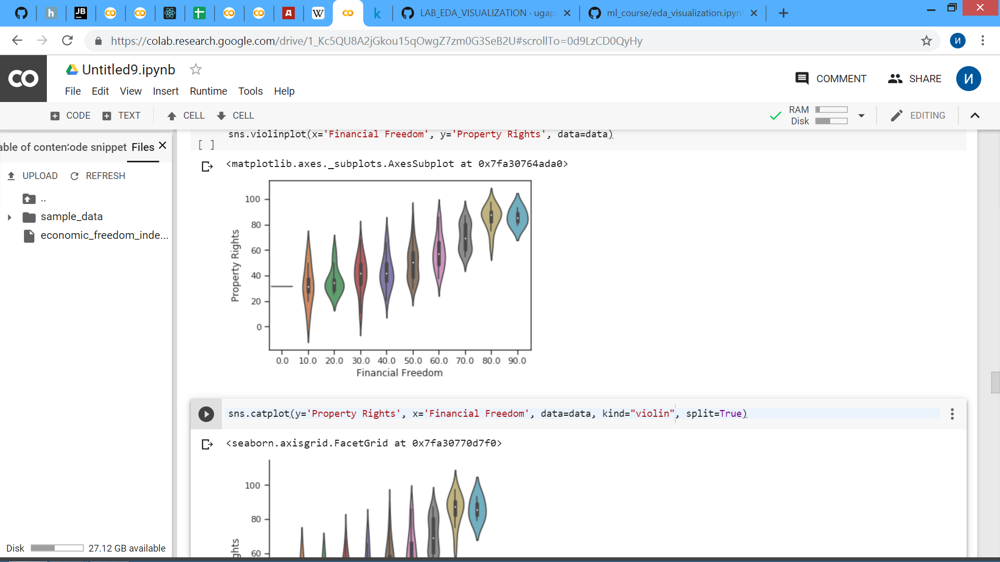 h
JB
W
k
LAB_EDA_VISUALIZATION · ugap
ml_course/eda_visualization.ipyn
https://colab.research.google.com/drive/1_Kc5QU8A2jGkou15qOwgZ7zm0G3SeB2U#scrollTo=0d9LzCD0QyHy
И
CO
Untitled9.ipynb
COMMENT
SHARE
И
File Edit View Insert Runtime Tools Help
CODE TEXT CELL CELL
RAM
Disk
EDITING
able of conten
ode snippet
Files
UPLOAD REFRESH
..
sample_data
economic_freedom_inde...
Disk
27.12 GB available
sns.violinplot(x='Financial Freedom', y='Property Rights', data=data)
[ ]
<matplotlib.axes._subplots.AxesSubplot at 0x7fa30764ada0>
100
80
60
40
20
0
Property Rights
0.0 10.0 20.0 30.0 40.0 50.0 60.0 70.0 80.0 90.0
Financial Freedom
sns.catplot(y='Property Rights', x='Financial Freedom', data=data, kind="violin", split=True)
<seaborn.axisgrid.FacetGrid at 0x7fa30770d7f0>
100
80
60
ghts